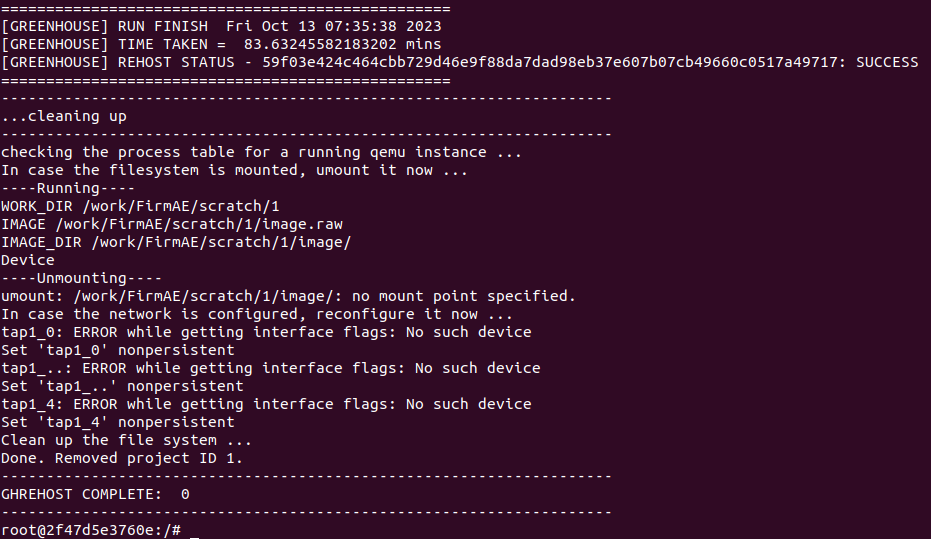 ==================================================
[GREENHOUSE] RUN FINISH  Fri Oct 13 07:35:38 2023
[GREENHOUSE] TIME TAKEN =  83.63245582183202 mins
[GREENHOUSE] REHOST STATUS - 59f03e424c464cbb729d46e9f88da7dad98eb37e607b07cb49660c0517a49717: SUCCESS
==================================================
--------------------------------------------------------------------
...cleaning up
--------------------------------------------------------------------
checking the process table for a running qemu instance ...
In case the filesystem is mounted, umount it now ...
----Running----
WORK_DIR /work/FirmAE/scratch/1
IMAGE /work/FirmAE/scratch/1/image.raw
IMAGE_DIR /work/FirmAE/scratch/1/image/
Device
----Unmounting----
umount: /work/FirmAE/scratch/1/image/: no mount point specified.
In case the network is configured, reconfigure it now ...
tap1_0: ERROR while getting interface flags: No such device
Set 'tap1_0' nonpersistent
tap1_..: ERROR while getting interface flags: No such device
Set 'tap1_..' nonpersistent
tap1_4: ERROR while getting interface flags: No such device
Set 'tap1_4' nonpersistent
Clean up the file system ...
Done. Removed project ID 1.
--------------------------------------------------------------------
GHREHOST COMPLETE:  0
--------------------------------------------------------------------
root@2f47d5e3760e:/#